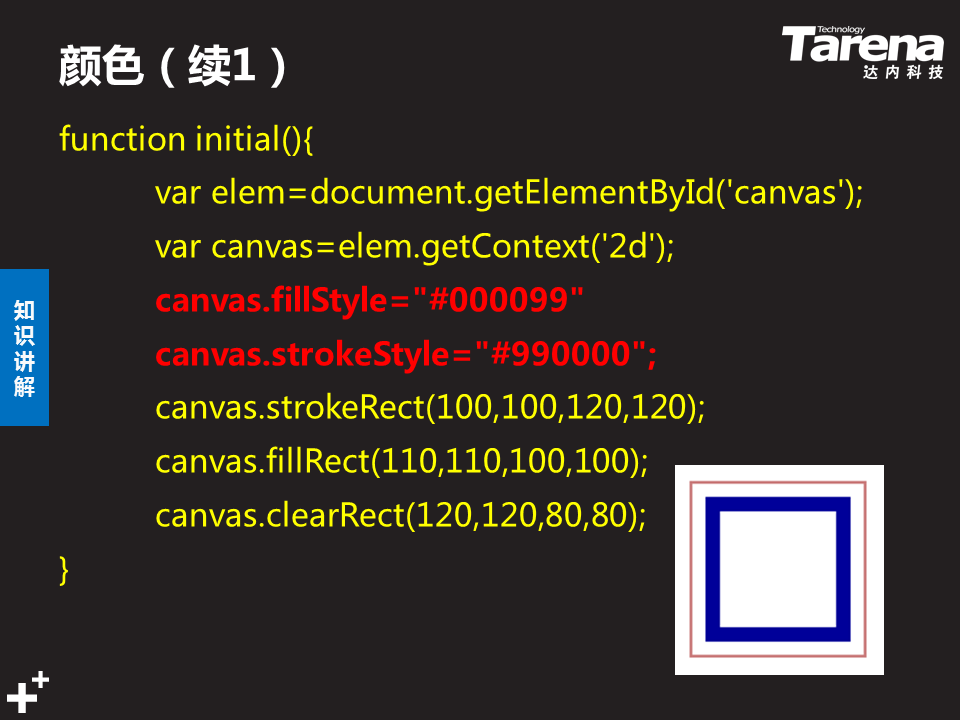 颜色（续1）
Technology
Tarena
达内科技
function initial(){
var elem=document.getElementById('canvas');
var canvas=elem.getContext('2d');
canvas.fillStyle="#000099"
canvas.strokeStyle="#990000";
canvas.strokeRect(100,100,120,120);
canvas.fillRect(110,110,100,100);
canvas.clearRect(120,120,80,80);
}
知识讲解